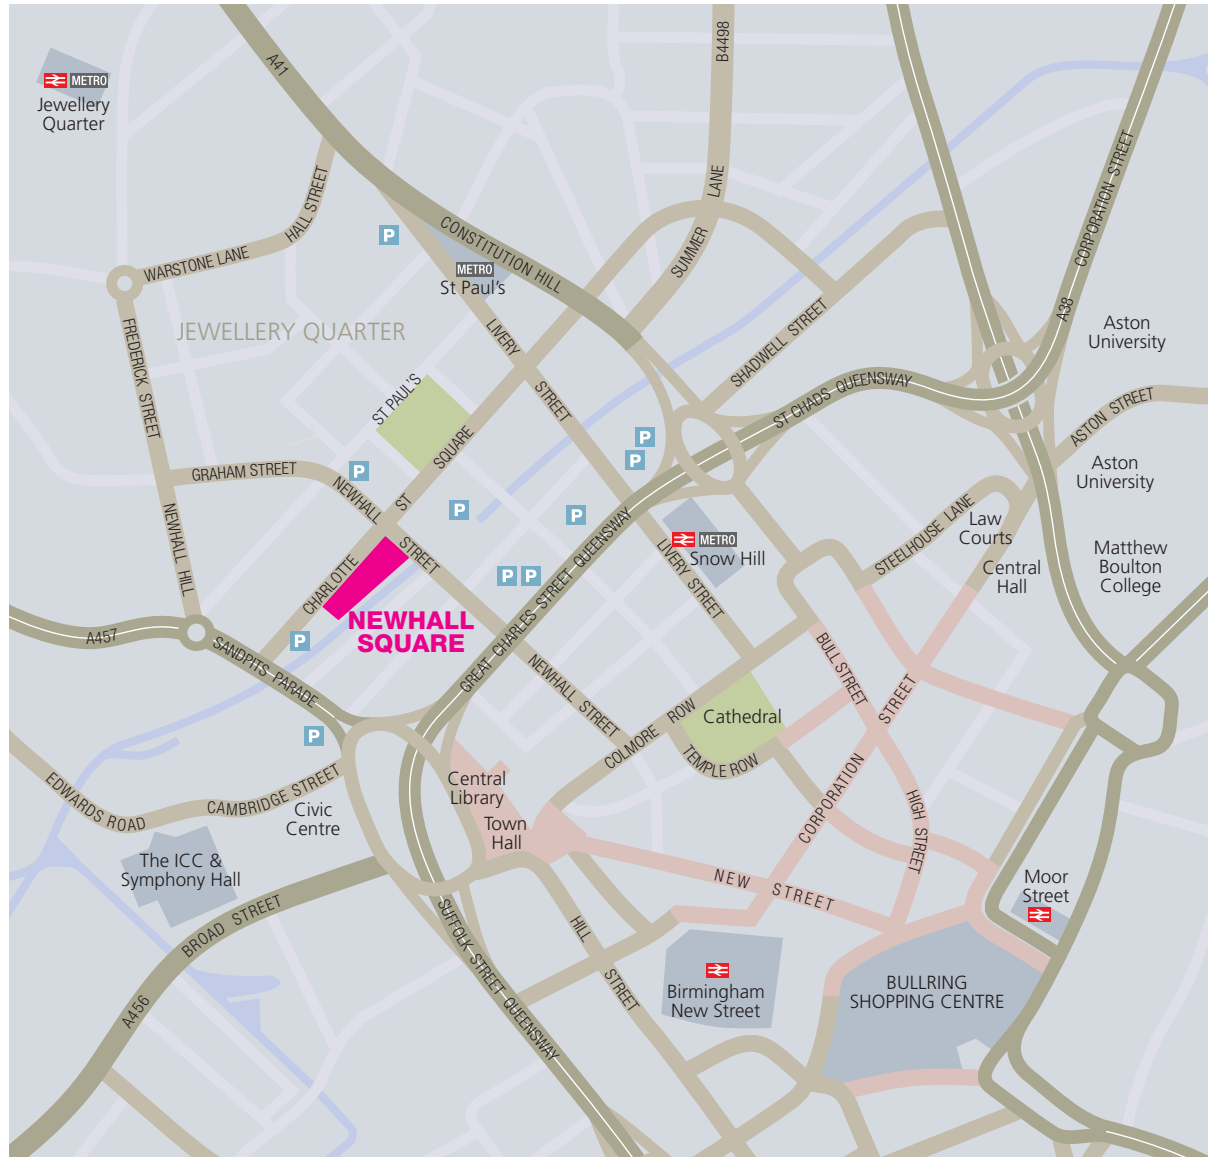 A41
B4498
METRO
Jewellery
Quarter
CORPORATION STREET
HALL STREET
LANE
P
CONSTITUTION HILL
SUMMER
WARSTONE LANE
METRO
St Paul's
A38
JEWELLERY QUARTER
FREDERICK STREET
LIVERY
STREET
SHADWELL STREET
Aston
University
ST PAUL'S
ST CHADS QUEENSWAY
ASTON STREET
SQUARE
P
P
GRAHAM STREET
P
NEWHALL
ST
STREET
P
P
Aston
University
NEWHALL HILL
GREAT CHARLES STREET QUEENSWAY
METRO
Snow Hill
LIVERY STREET
STEELHOUSE LANE
Law
Courts
Central
Hall
Matthew
Boulton
College
CHARLOTTE
P
P
NEWHALL
SQUARE
A457
P
SANDPITS PARADE
NEWHALL STREET
BULL STREET
STREET
CORPORATION
COLMORE ROW
Cathedral
TEMPLE ROW
P
EDWARDS ROAD
CAMBRIDGE STREET
Civic
Centre
Central
Library
Town
Hall
HIGH STREET
The ICC &
Symphony Hall
NEW STREET
Moor
Street
BROAD STREET
SUFFOLK STREET QUEENSWAY
HILL
STREET
A456
Birmingham
New Street
BULLRING
SHOPPING CENTRE